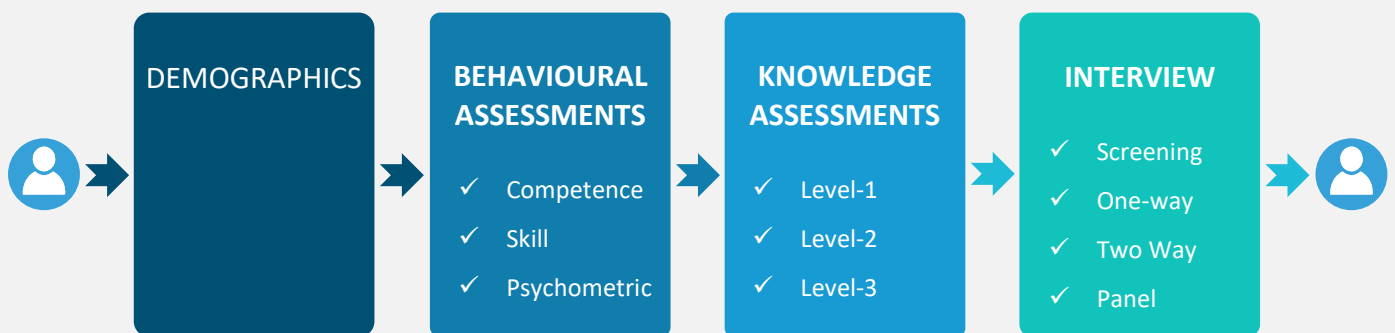 DEMOGRAPHICS
BEHAVIOURAL
ASSESSMENTS
Competence
Skill
Psychometric
KNOWLEDGE
ASSESSMENTS
Level-1
Level-2
Level-3
INTERVIEW
Screening
One-way
Two Way
Panel